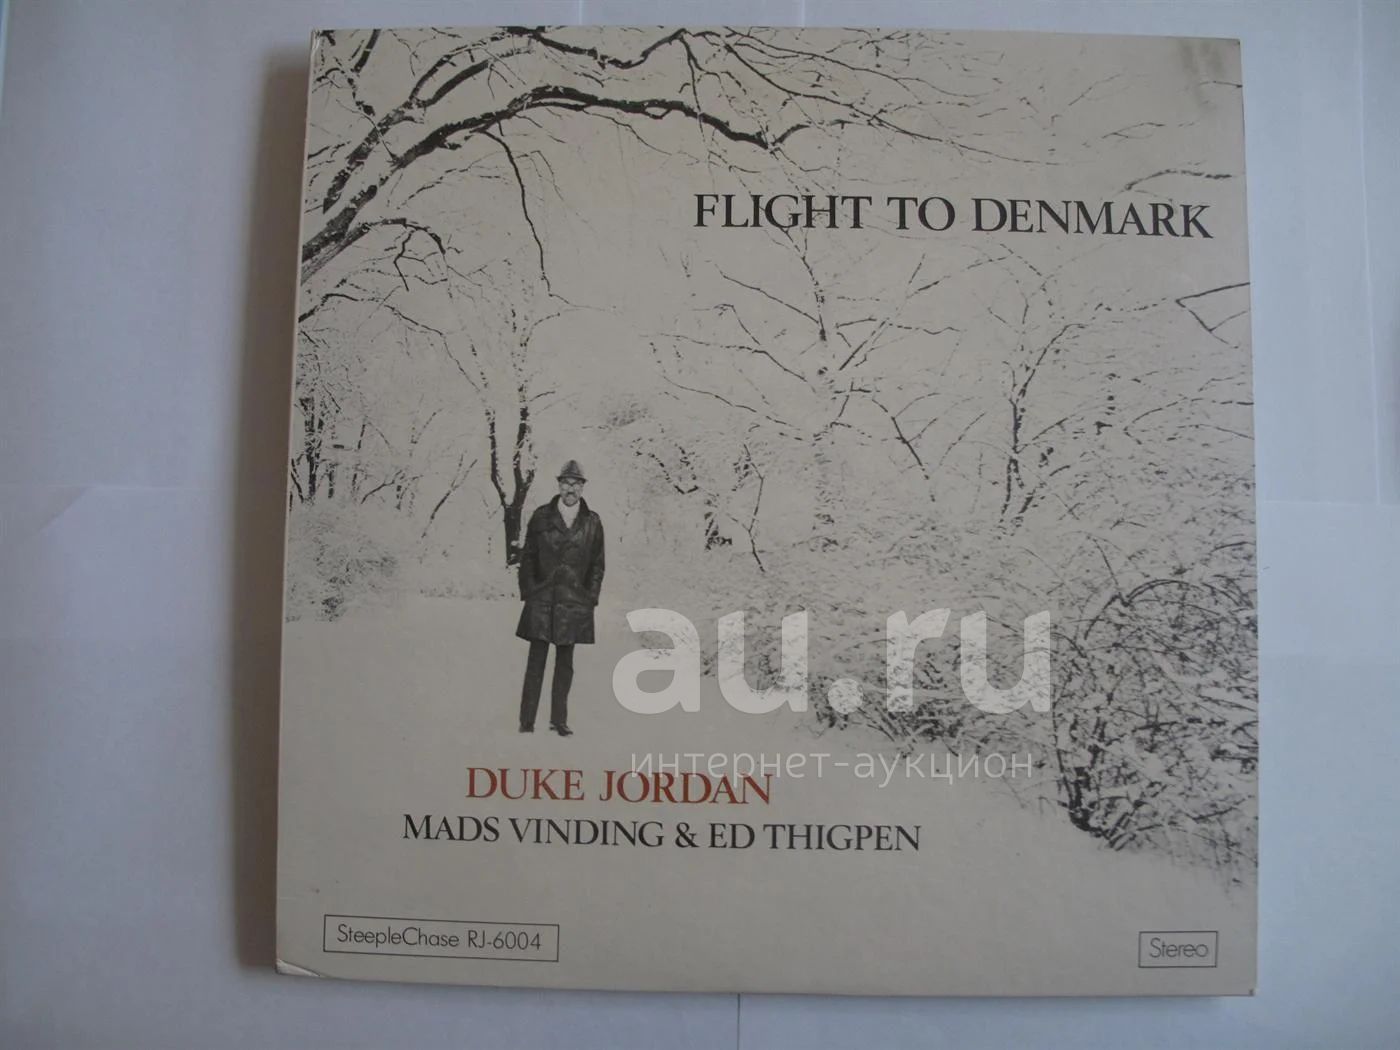 FLIGHT TO DENMARK
au.ru
интернет-аукцион
DUKE JORDAN
MADS VINDING & ED THIGPEN
SteepleChase RJ-6004
Stereo